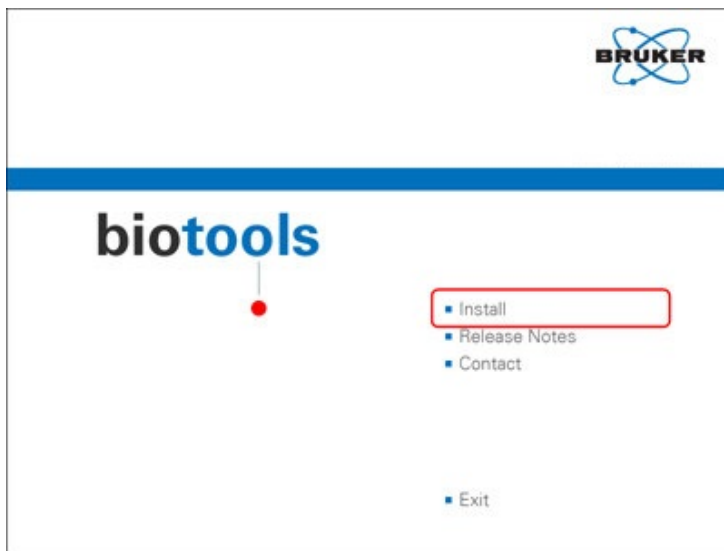 BRUKER
biotools
Install
Release Notes
Contact
Exit